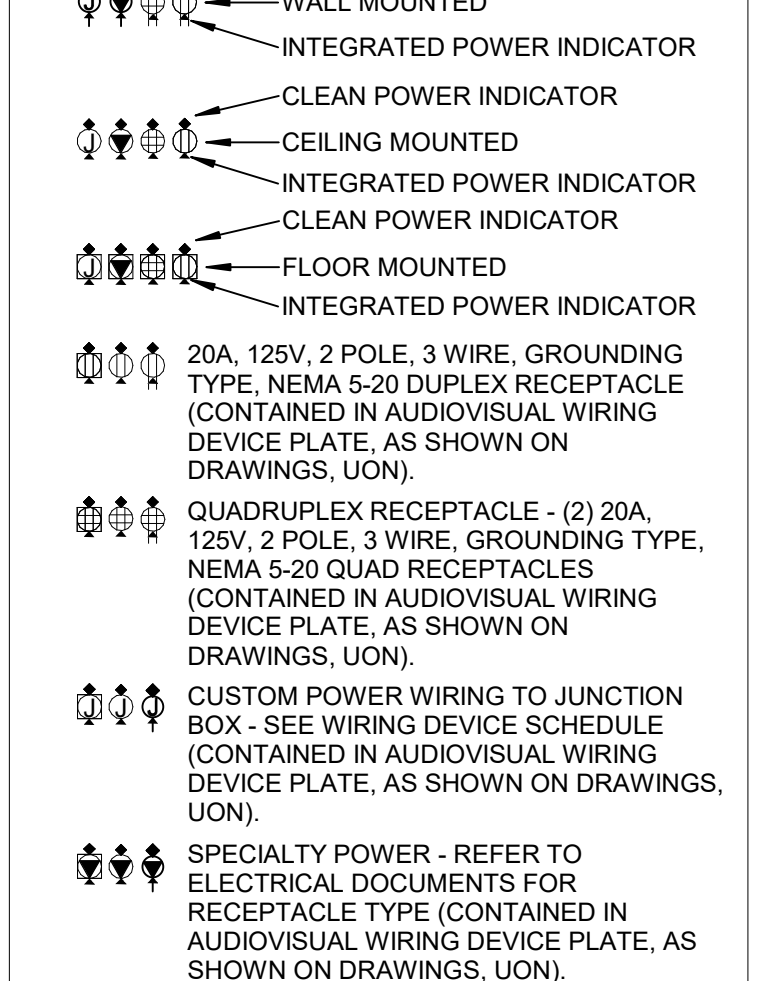 WALL MOUNTED
INTEGRATED POWER INDICATOR
CLEAN POWER INDICATOR
CEILING MOUNTED
INTEGRATED POWER INDICATOR
CLEAN POWER INDICATOR
FLOOR MOUNTED
INTEGRATED POWER INDICATOR
20A, 125V, 2 POLE, 3 WIRE, GROUNDING
TYPE, NEMA 5-20 DUPLEX RECEPTACLE
(CONTAINED IN AUDIOVISUAL WIRING
DEVICE PLATE, AS SHOWN ON
DRAWINGS, UON).
QUADRUPLEX RECEPTACLE - (2) 20A,
125V, 2 POLE, 3 WIRE, GROUNDING TYPE,
NEMA 5-20 QUAD RECEPTACLES
(CONTAINED IN AUDIOVISUAL WIRING
DEVICE PLATE, AS SHOWN ON
DRAWINGS, UON).
J J J CUSTOM POWER WIRING TO JUNCTION
BOX - SEE WIRING DEVICE SCHEDULE
(CONTAINED IN AUDIOVISUAL WIRING
DEVICE PLATE, AS SHOWN ON DRAWINGS,
UON).
SPECIALTY POWER - REFER TO
ELECTRICAL DOCUMENTS FOR
RECEPTACLE TYPE (CONTAINED IN
AUDIOVISUAL WIRING DEVICE PLATE, AS
SHOWN ON DRAWINGS, UON).